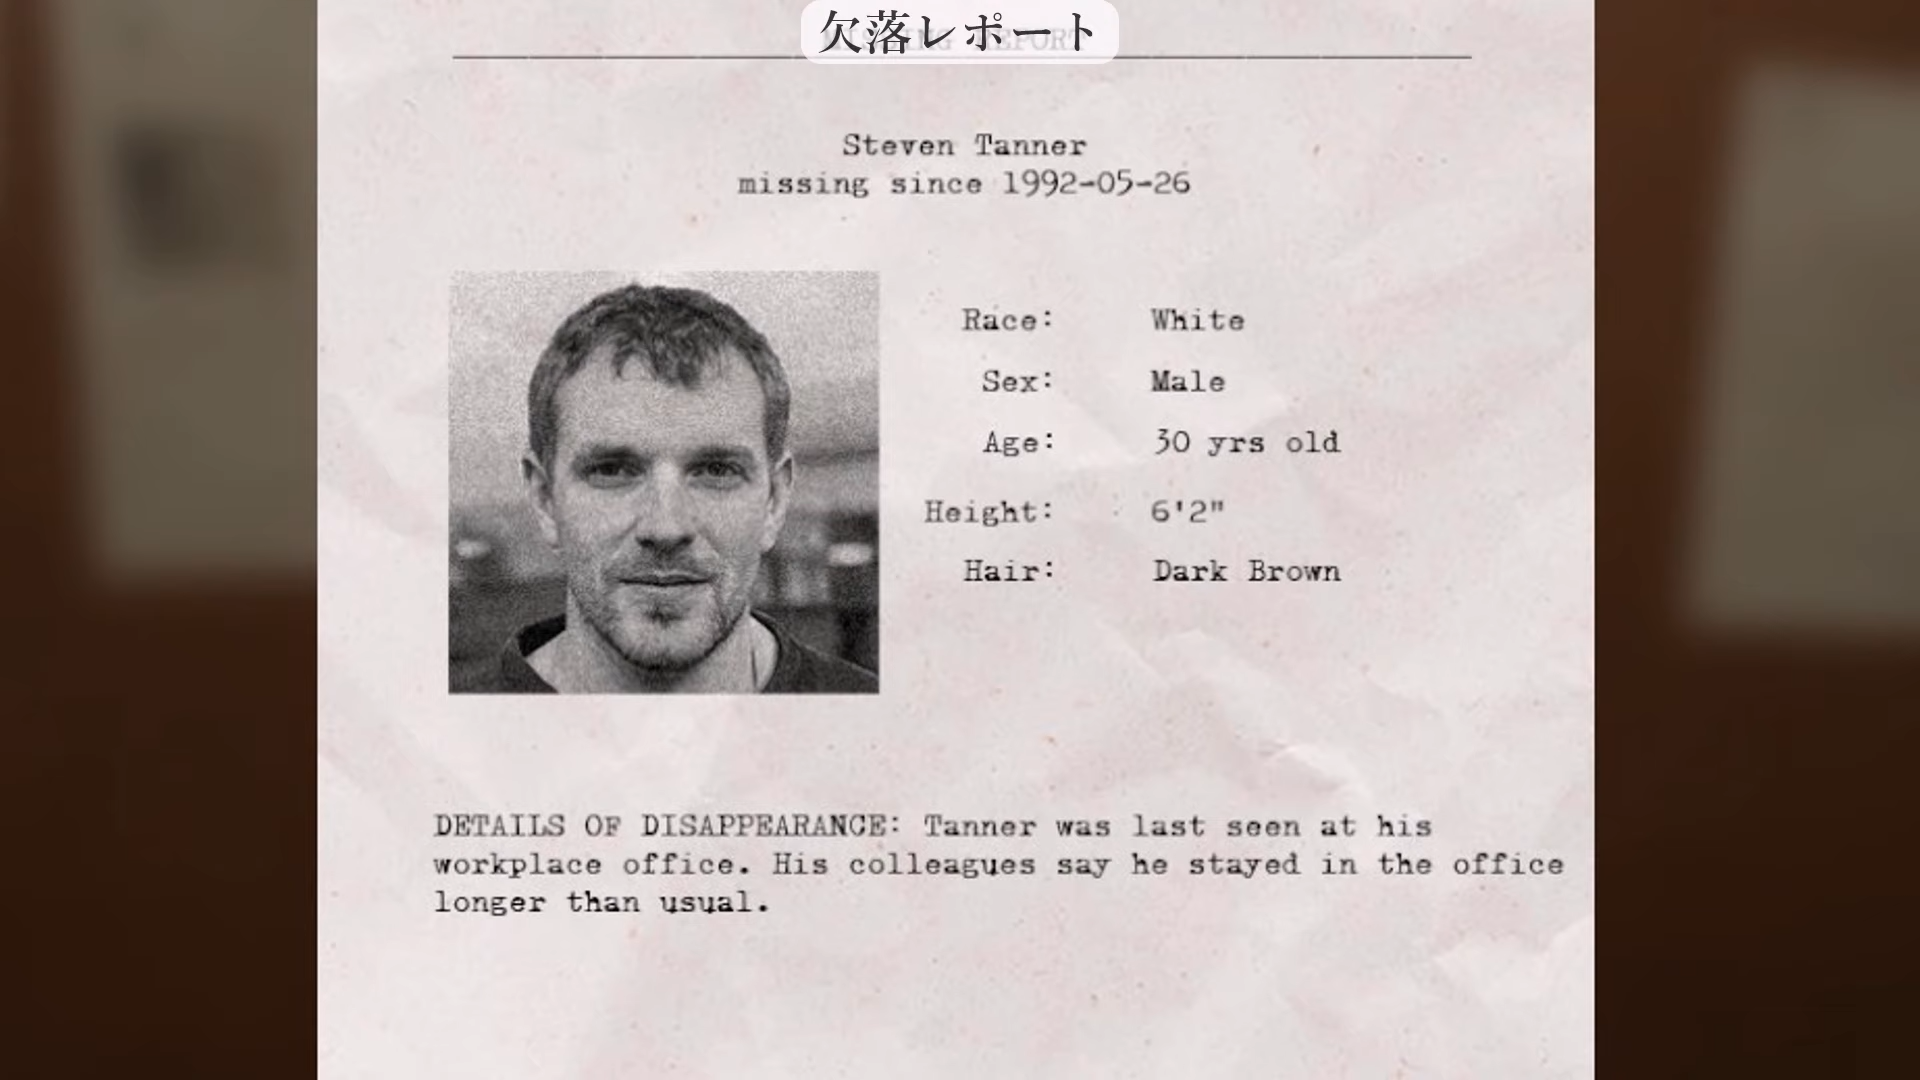 欠落レポート
Steven Tanner
missing since 1992-05-26
Race: White
Sex: Male
Age: 30 yrs old
Height: 6'2"
Hair: Dark Brown
DETAILS OF DISAPPEARANCE: Tanner was last seen at his
workplace office. His colleagues say he stayed in the office
longer than usual.